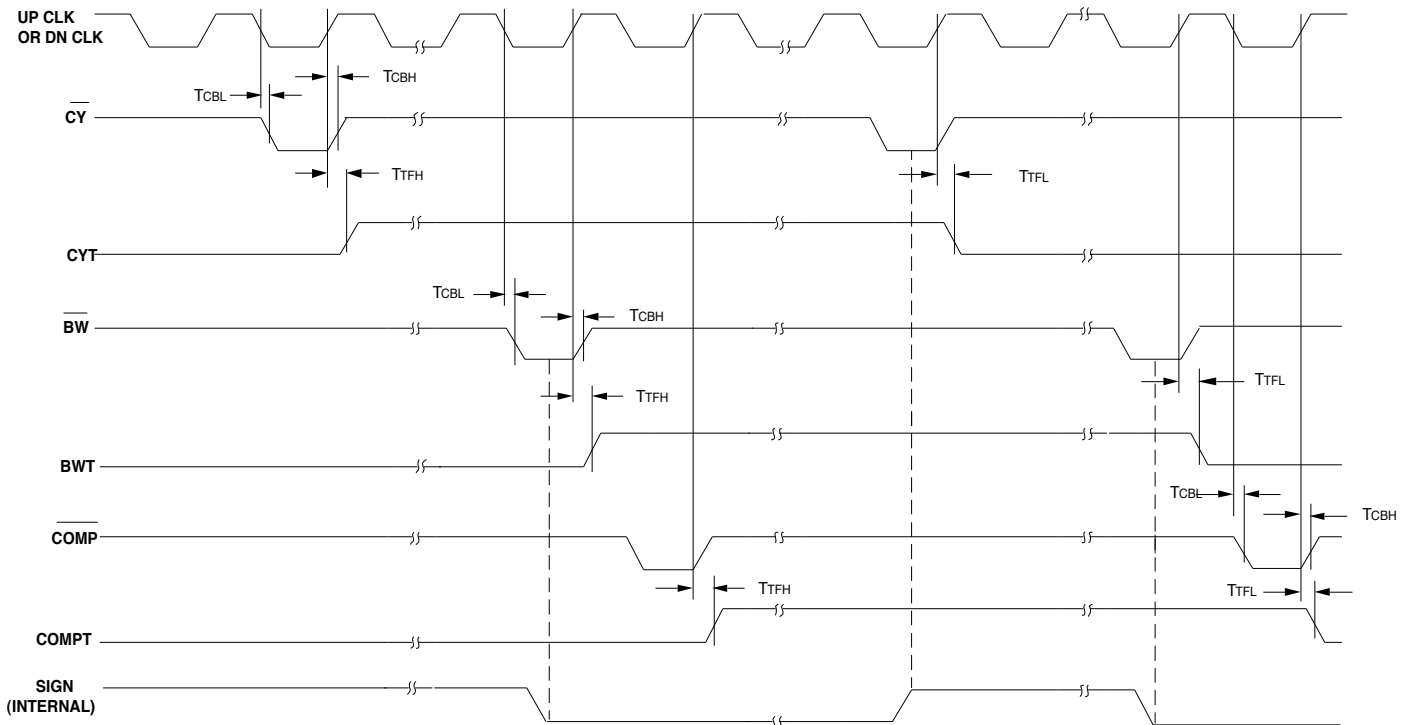 UP CLK
OR DN CLK
TCBH
TCBL
CY
TTFH
TTFL
CYT
TCBL
TCBH
BW
TTFL
TTFH
BWT
TCBL
TCBH
COMP
TTFH
TTFL
COMPT
SIGN
(INTERNAL)